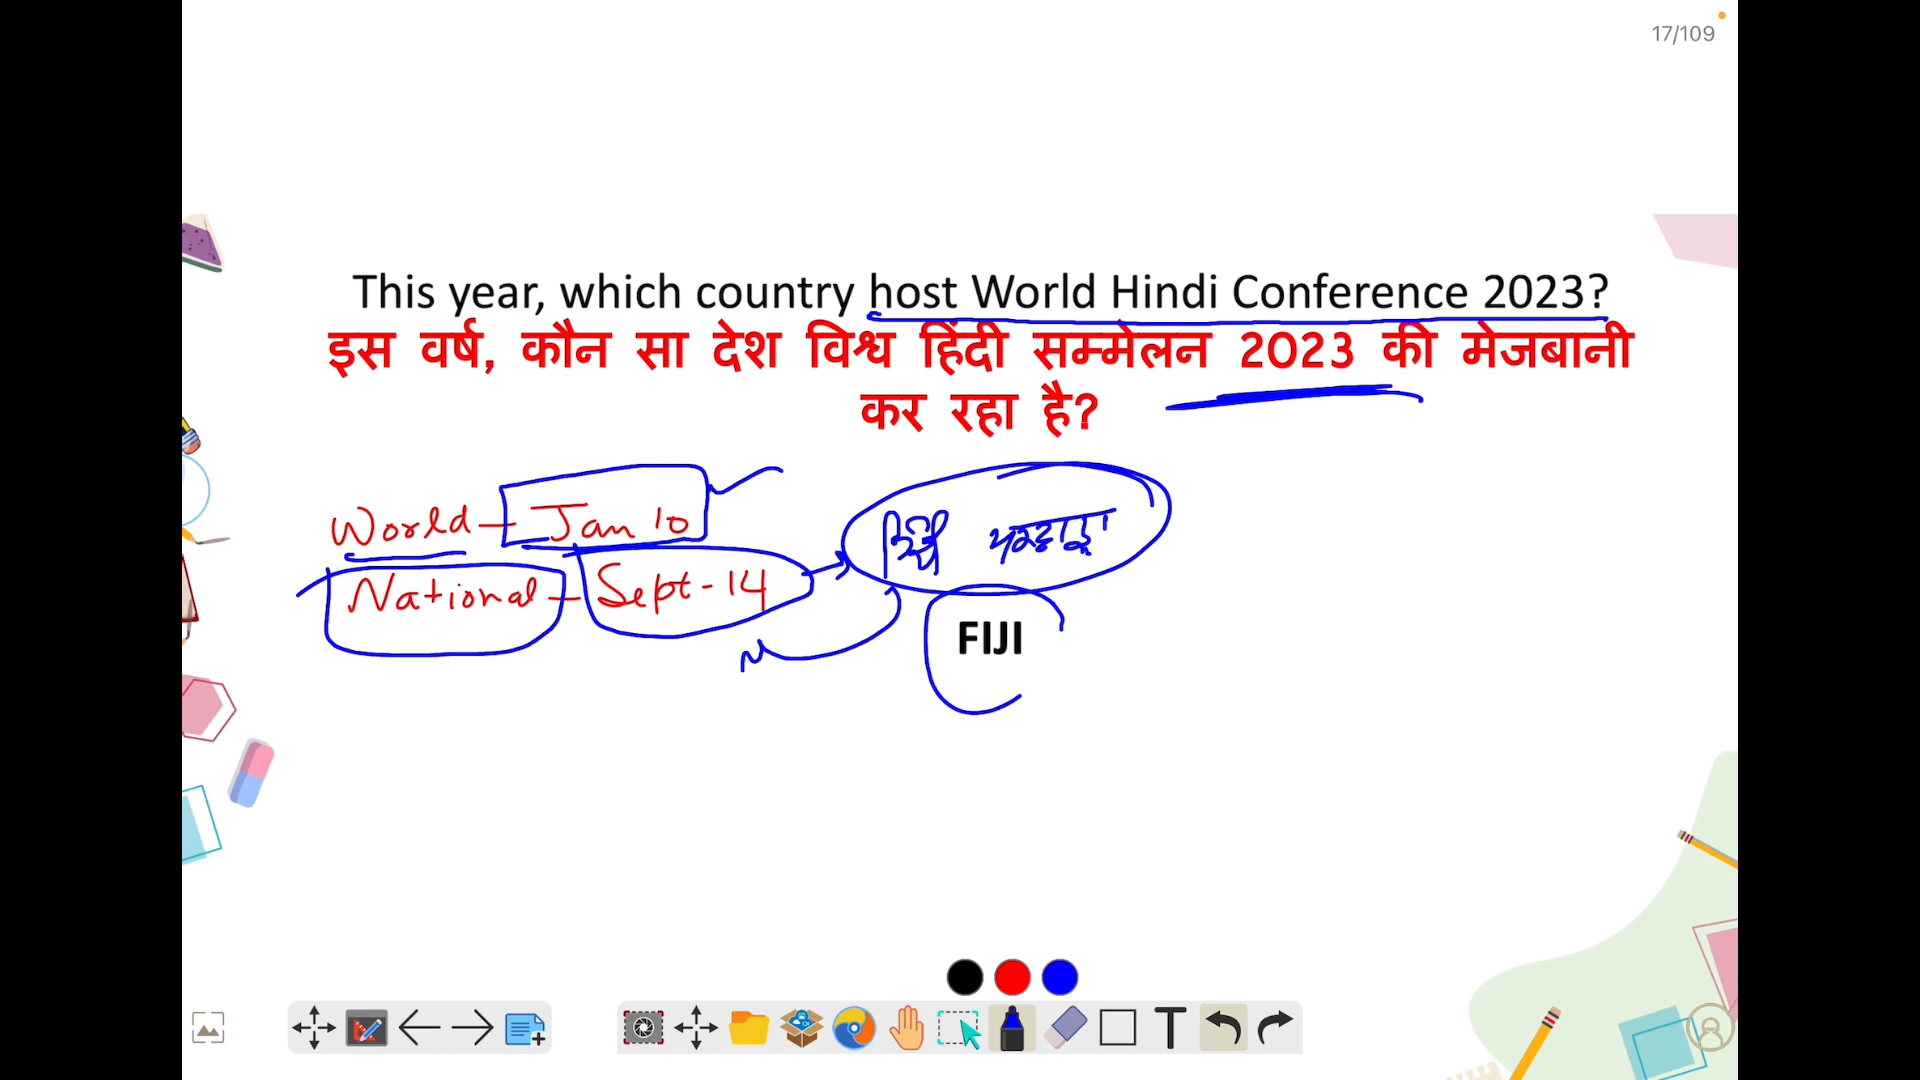 17/109
This year, which country host World Hindi Conference 2023?
इस वर्ष, कौन सा देश विश्व हिंदी सम्मेलन 2023 की मेजबानी
कर रहा है?
World - Jan 10
National - Sept - 14
FIJI
T